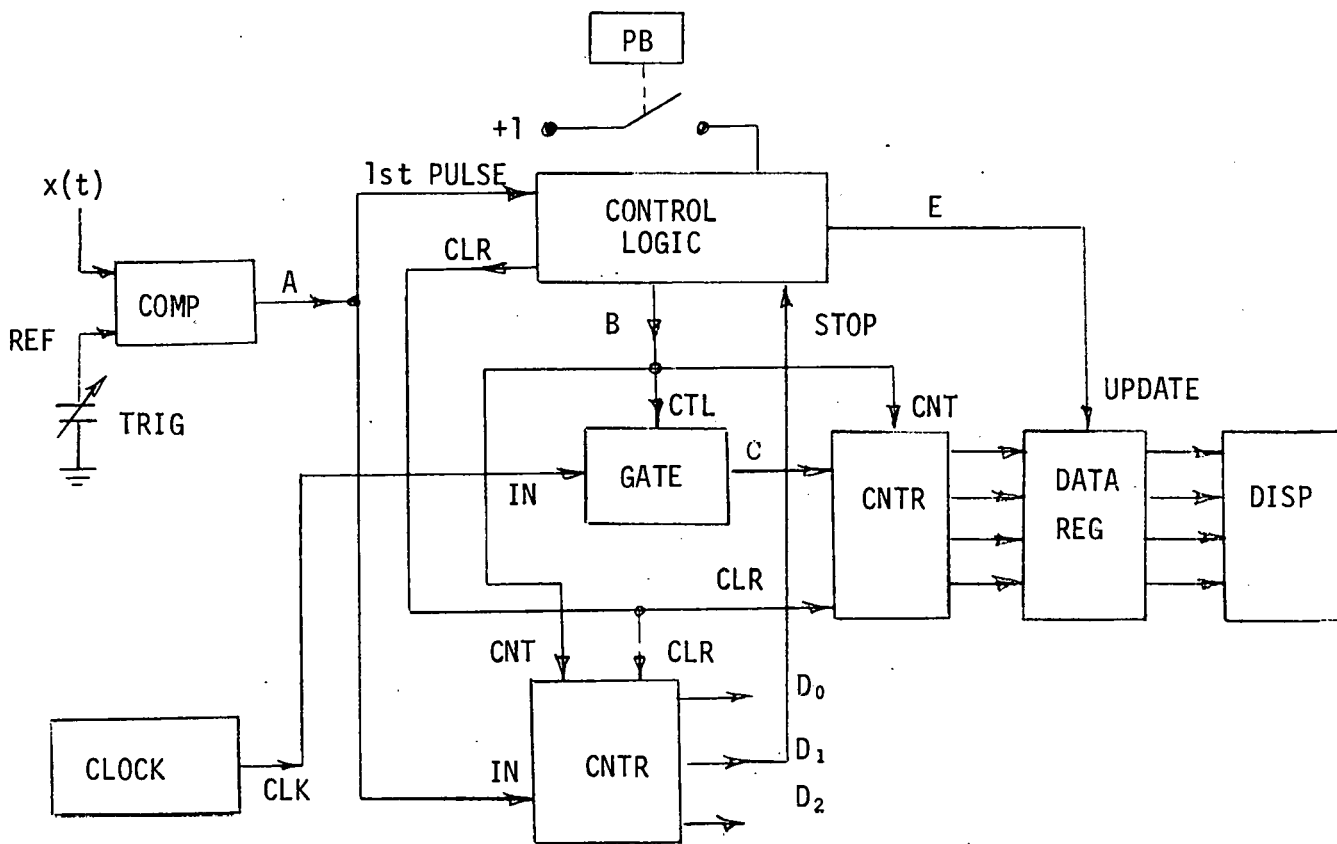 PB
+1
1st PULSE
x(t)
CONTROL
LOGIC
E
CLR
A
COMP
B
STOP
REF
UPDATE
CTL
CNT
TRIG
C
GATE
IN
CNTR
DATA
REG
DISP
CLR
CNT
CLR
D₀
D₁
CLOCK
IN
CNTR
CLK
D₂